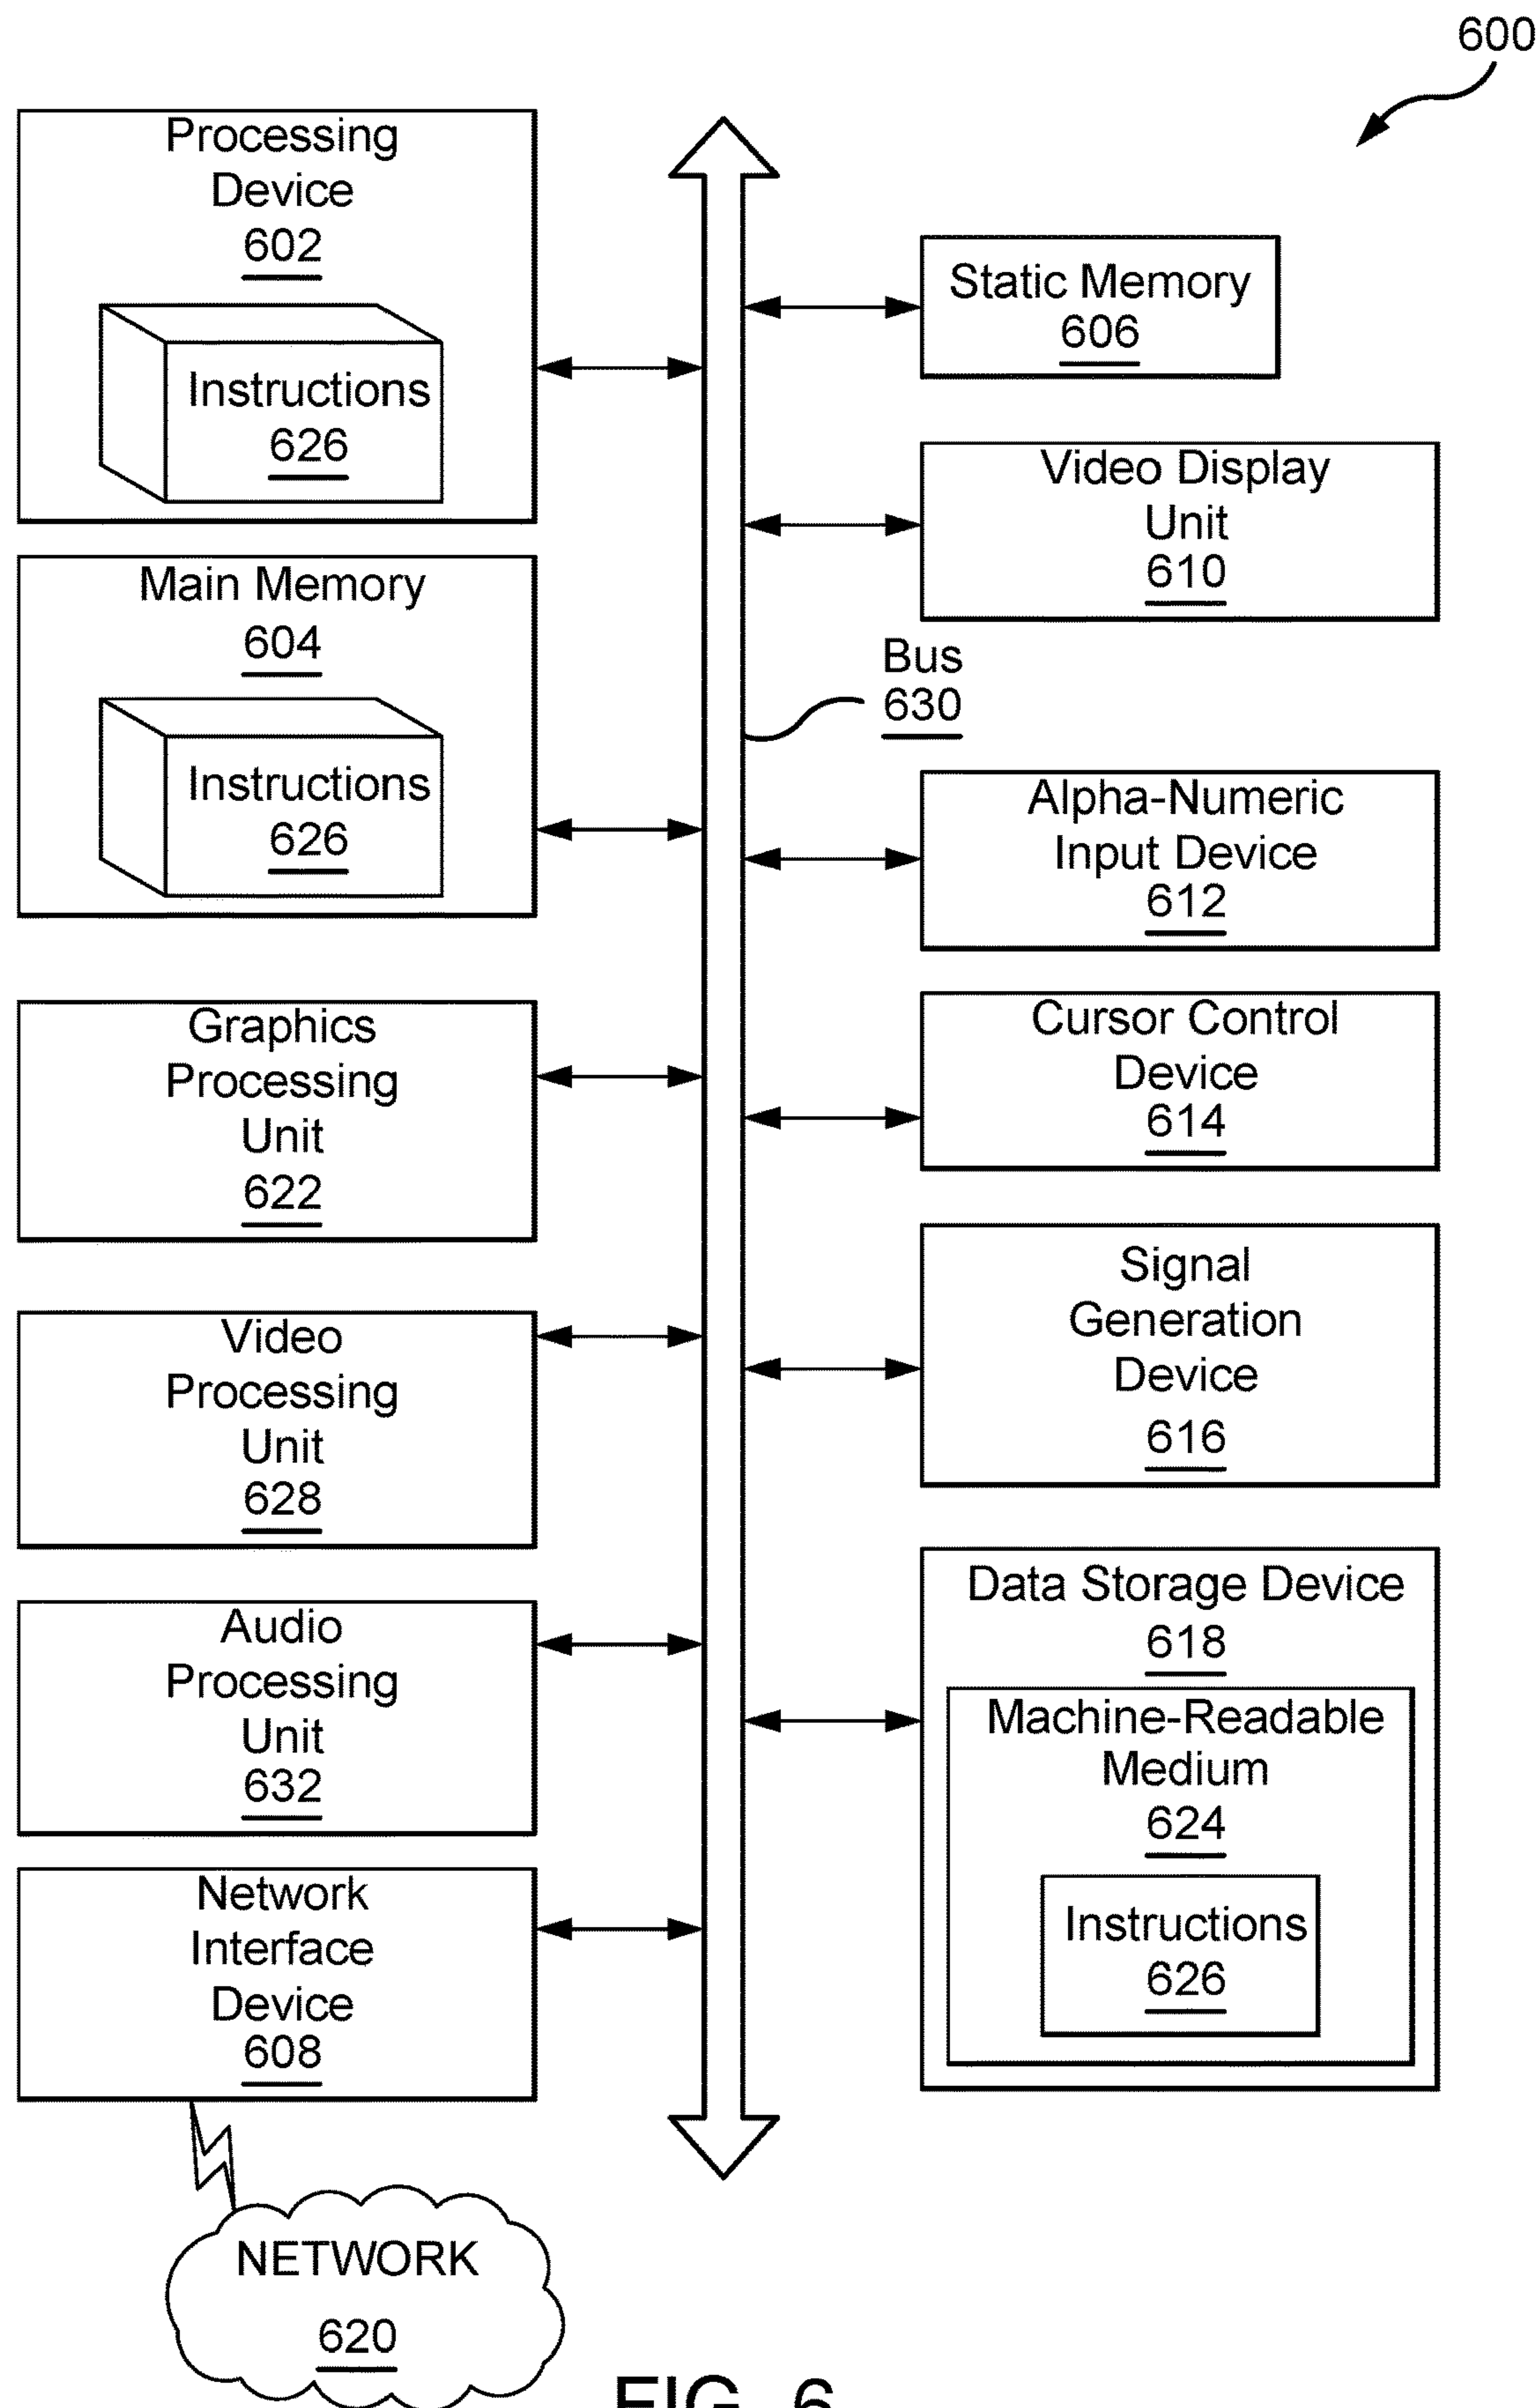 600
Processing
Device
602
Instructions
626
Main Memory
604
Instructions
626
Graphics
Processing
Unit
622
Video
Processing
Unit
628
Audio
Processing
Unit
632
Network
Interface
Device
608
NETWORK
620
Static Memory
606
Video Display
Unit
610
Bus
630
Alpha-Numeric
Input Device
612
Cursor Control
Device
614
Signal
Generation
Device
616
Data Storage Device
618
Machine-Readable
Medium
624
Instructions
626
FIG. 6